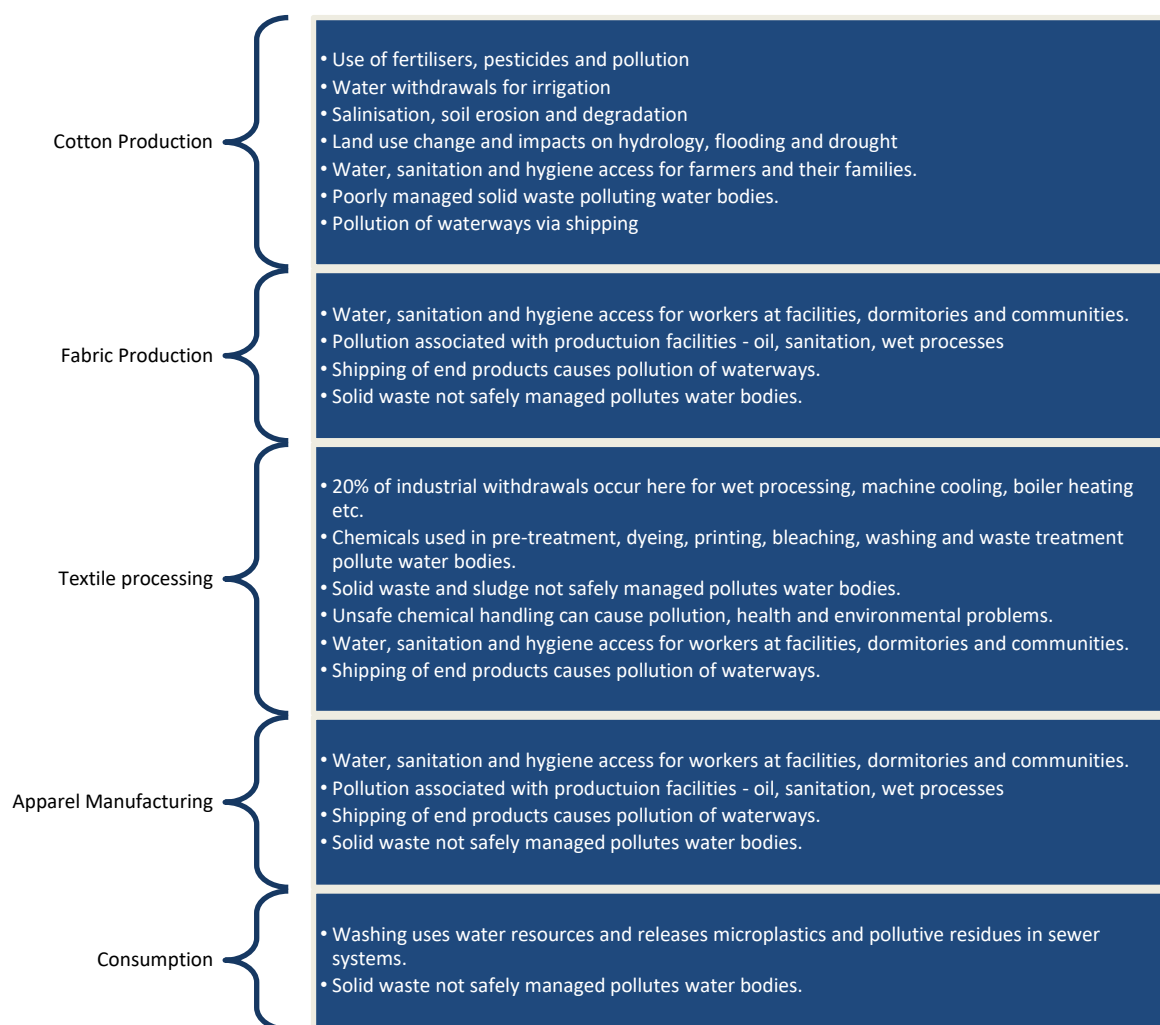 Cotton Production
• Use of fertilisers, pesticides and pollution
• Water withdrawals for irrigation
• Salinisation, soil erosion and degradation
• Land use change and impacts on hydrology, flooding and drought
• Water, sanitation and hygiene access for farmers and their families.
• Poorly managed solid waste polluting water bodies.
• Pollution of waterways via shipping
Fabric Production
• Water, sanitation and hygiene access for workers at facilities, dormitories and communities.
• Pollution associated with productuion facilities - oil, sanitation, wet processes
• Shipping of end products causes pollution of waterways.
• Solid waste not safely managed pollutes water bodies.
Textile processing
• 20% of industrial withdrawals occur here for wet processing, machine cooling, boiler heating
etc.
• Chemicals used in pre-treatment, dyeing, printing, bleaching, washing and waste treatment
pollute water bodies.
• Solid waste and sludge not safely managed pollutes water bodies.
• Unsafe chemical handling can cause pollution, health and environmental problems.
• Water, sanitation and hygiene access for workers at facilities, dormitories and communities.
• Shipping of end products causes pollution of waterways.
Apparel Manufacturing
• Water, sanitation and hygiene access for workers at facilities, dormitories and communities.
• Pollution associated with productuion facilities - oil, sanitation, wet processes
• Shipping of end products causes pollution of waterways.
• Solid waste not safely managed pollutes water bodies.
Consumption
• Washing uses water resources and releases microplastics and pollutive residues in sewer
systems.
• Solid waste not safely managed pollutes water bodies.